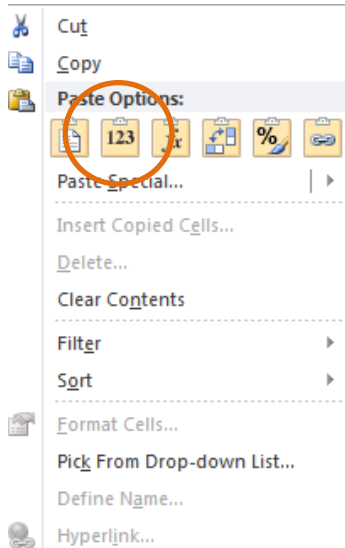 Cut
Copy
Paste Options:
123 fx %
Paste Special...
Insert Copied Cells...
Delete...
Clear Contents
Filter
Sort
Format Cells...
Pick From Drop-down List...
Define Name...
Hyperlink...